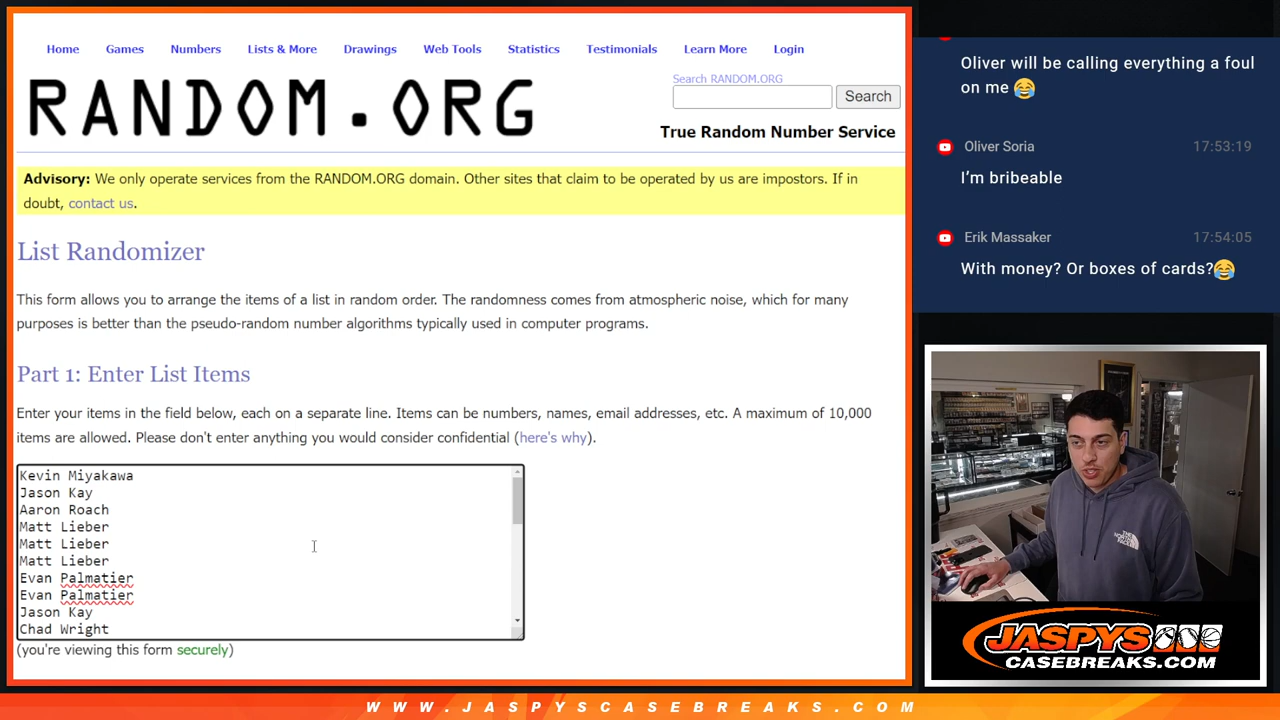 Home Games Numbers Lists & More Drawings Web Tools Statistics Testimonials Learn More Login
RANDOM.ORG
Search RANDOM.ORG
Search
True Random Number Service
Advisory: We only operate services from the RANDOM.ORG domain. Other sites that claim to be operated by us are impostors. If in
doubt, contact us.
List Randomizer
This form allows you to arrange the items of a list in random order. The randomness comes from atmospheric noise, which for many
purposes is better than the pseudo-random number algorithms typically used in computer programs.
Part 1: Enter List Items
Enter your items in the field below, each on a separate line. Items can be numbers, names, email addresses, etc. A maximum of 10,000
items are allowed. Please don't enter anything you would consider confidential (here's why).
Kevin Miyakawa
Jason Kay
Aaron Roach
Matt Lieber
Matt Lieber
Matt Lieber
Evan Palmatier
Evan Palmatier
Jason Kay
Chad Wright
(you're viewing this form securely)
Oliver will be calling everything a foul
on me 😂
Oliver Soria 17:53:19
I'm bribeable
Erik Massaker 17:54:05
With money? Or boxes of cards?😂
THE NORTH FACE
JASPYS
CASEBREAKS.COM
WWW.JASPYSCASEBREAKS.COM